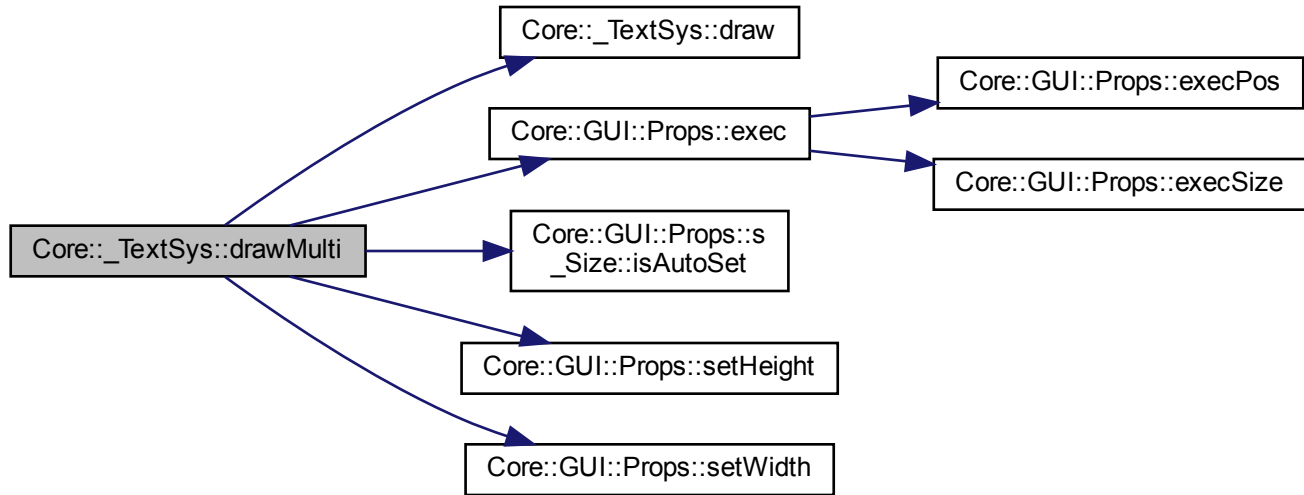 Core::_TextSys::draw
Core::GUI::Props::execPos
Core::GUI::Props::exec
Core::GUI::Props::execSize
Core::_TextSys::drawMulti
Core::GUI::Props::s
_Size::isAutoSet
Core::GUI::Props::setHeight
Core::GUI::Props::setWidth